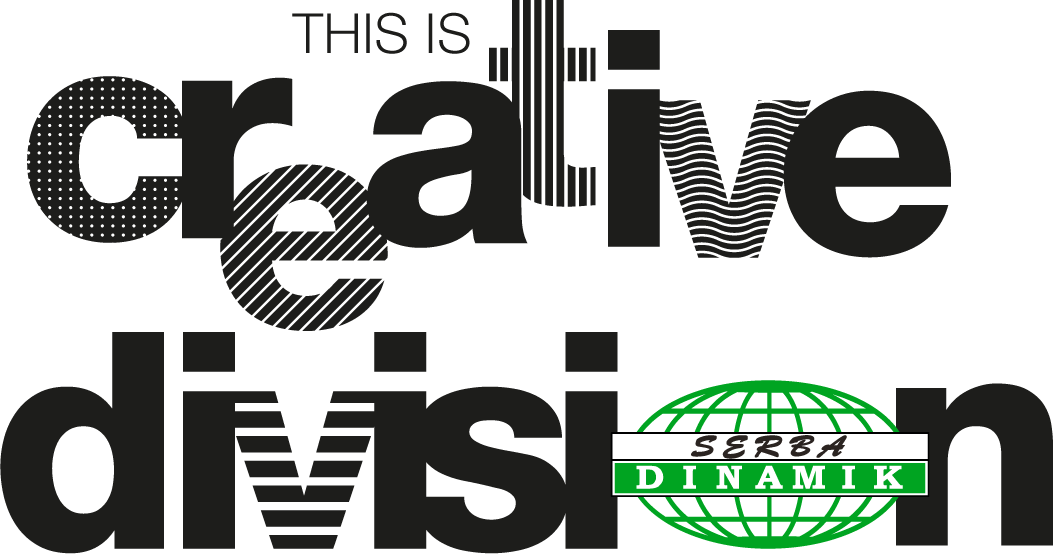 THIS IS
creative
division
SERBA
DINAMIK